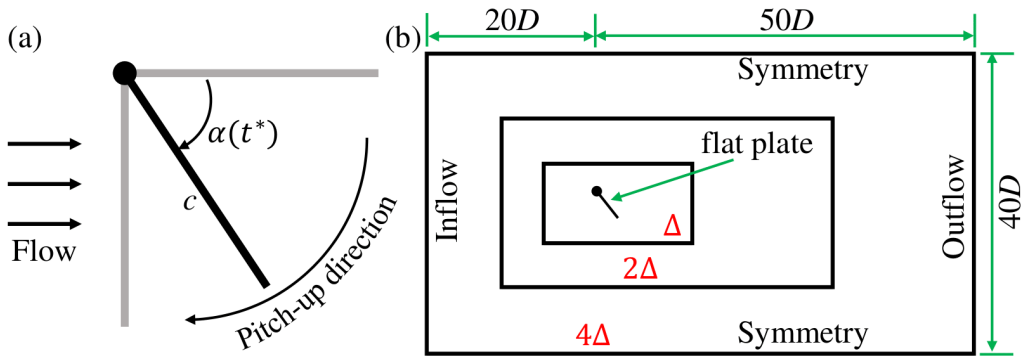 (a)
α(t*)
c
Flow
Pitch-up direction
(b)
20D
50D
Symmetry
flat plate
Inflow
Δ
2Δ
4Δ
Symmetry
Outflow
40D